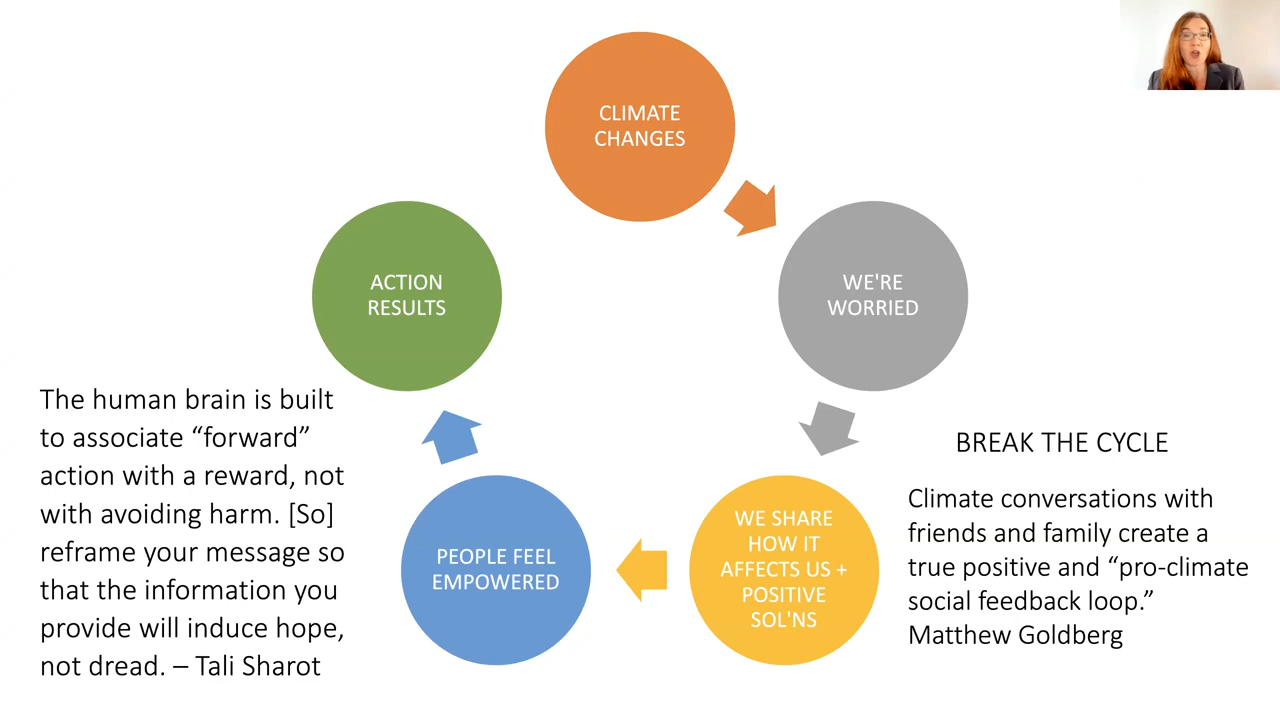 CLIMATE
CHANGES
WE'RE
WORRIED
WE SHARE
HOW IT
AFFECTS US +
POSITIVE
SOL'NS
PEOPLE FEEL
EMPOWERED
ACTION
RESULTS
The human brain is built
to associate “forward”
action with a reward, not
with avoiding harm. [So]
reframe your message so
that the information you
provide will induce hope,
not dread. – Tali Sharot
BREAK THE CYCLE
Climate conversations with
friends and family create a
true positive and “pro-climate
social feedback loop.”
Matthew Goldberg